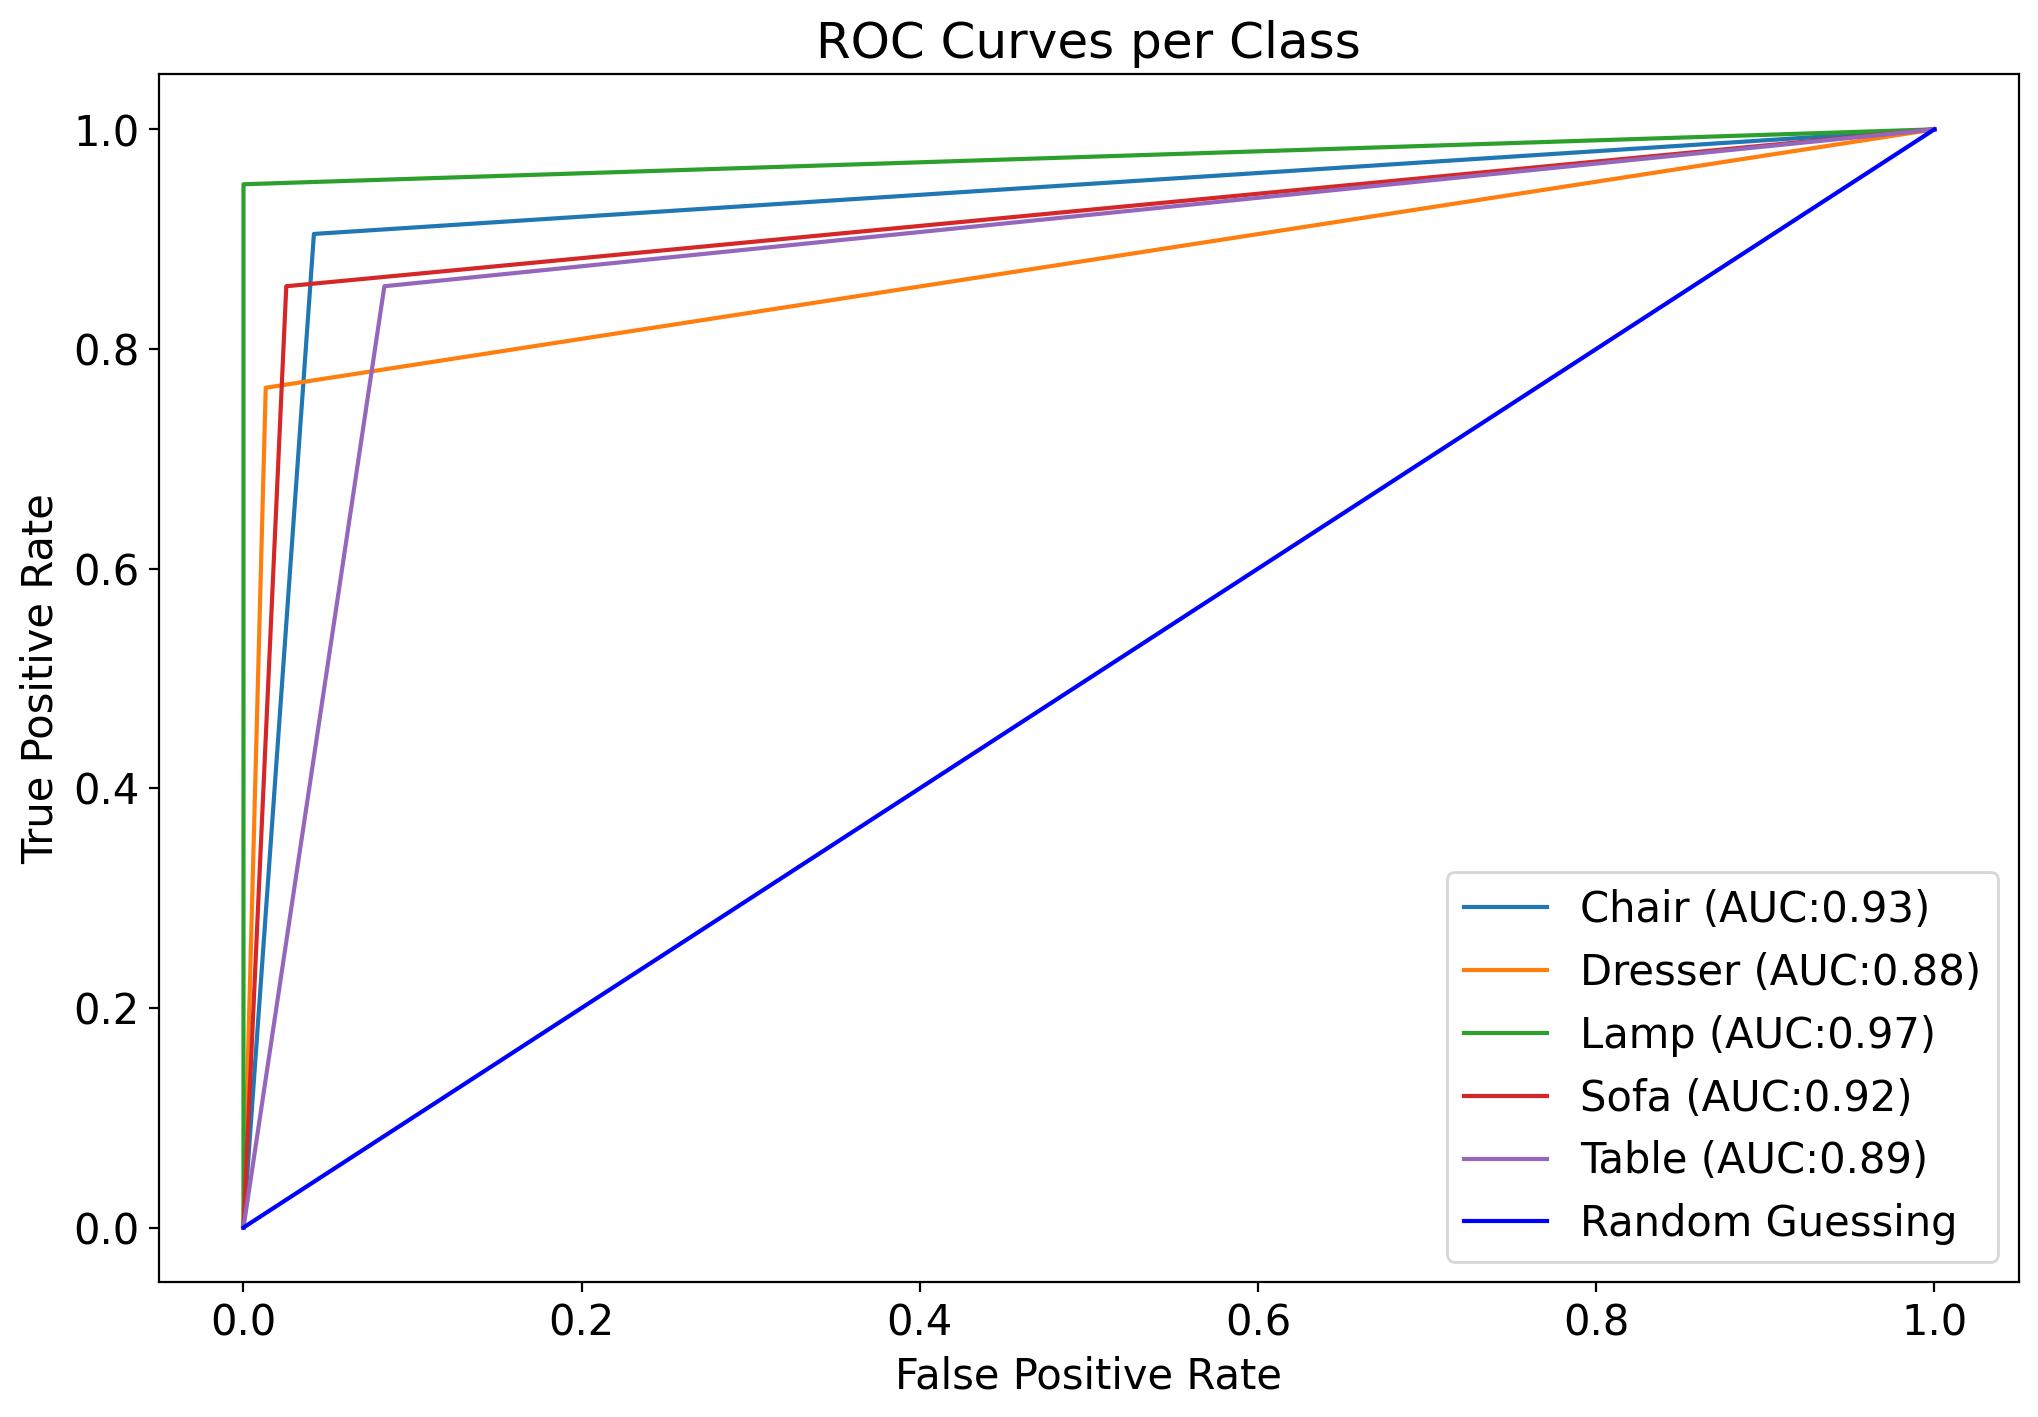 ROC Curves per Class
True Positive Rate
1.0
0.8
0.6
0.4
0.2
0.0
Chair (AUC:0.93)
Dresser (AUC:0.88)
Lamp (AUC:0.97)
Sofa (AUC:0.92)
Table (AUC:0.89)
Random Guessing
0.0 0.2 0.4 0.6 0.8 1.0
False Positive Rate